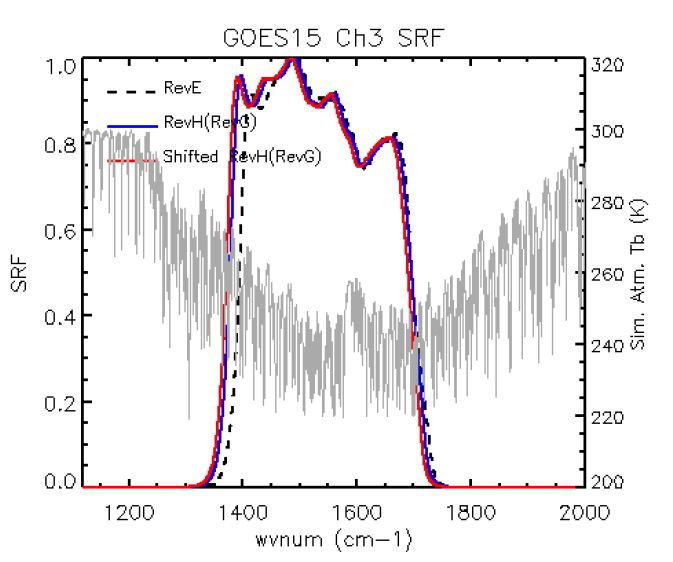 GOES15 Ch3 SRF
RevE
RevH(RevG)
Shifted RevH(RevG)
1.0
0.8
0.6
0.4
0.2
0.0
SRF
320
300
280
260
240
220
200
Sim. Atm. Tb (K)
1200 1400 1600 1800 2000
wvnum (cm-1)